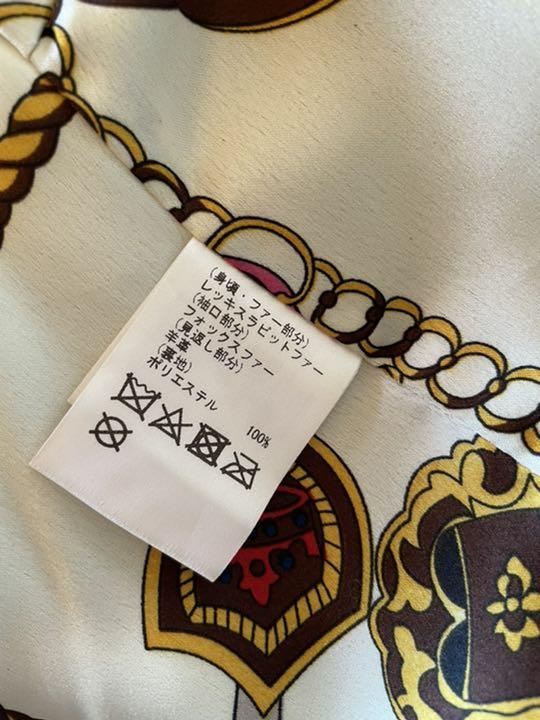 (身頃・ファー部分)
レッキスラビットファー
(袖口部分)
フォックスファー
(見返し部分)
羊革
(裏地)
ポリエステル 100%